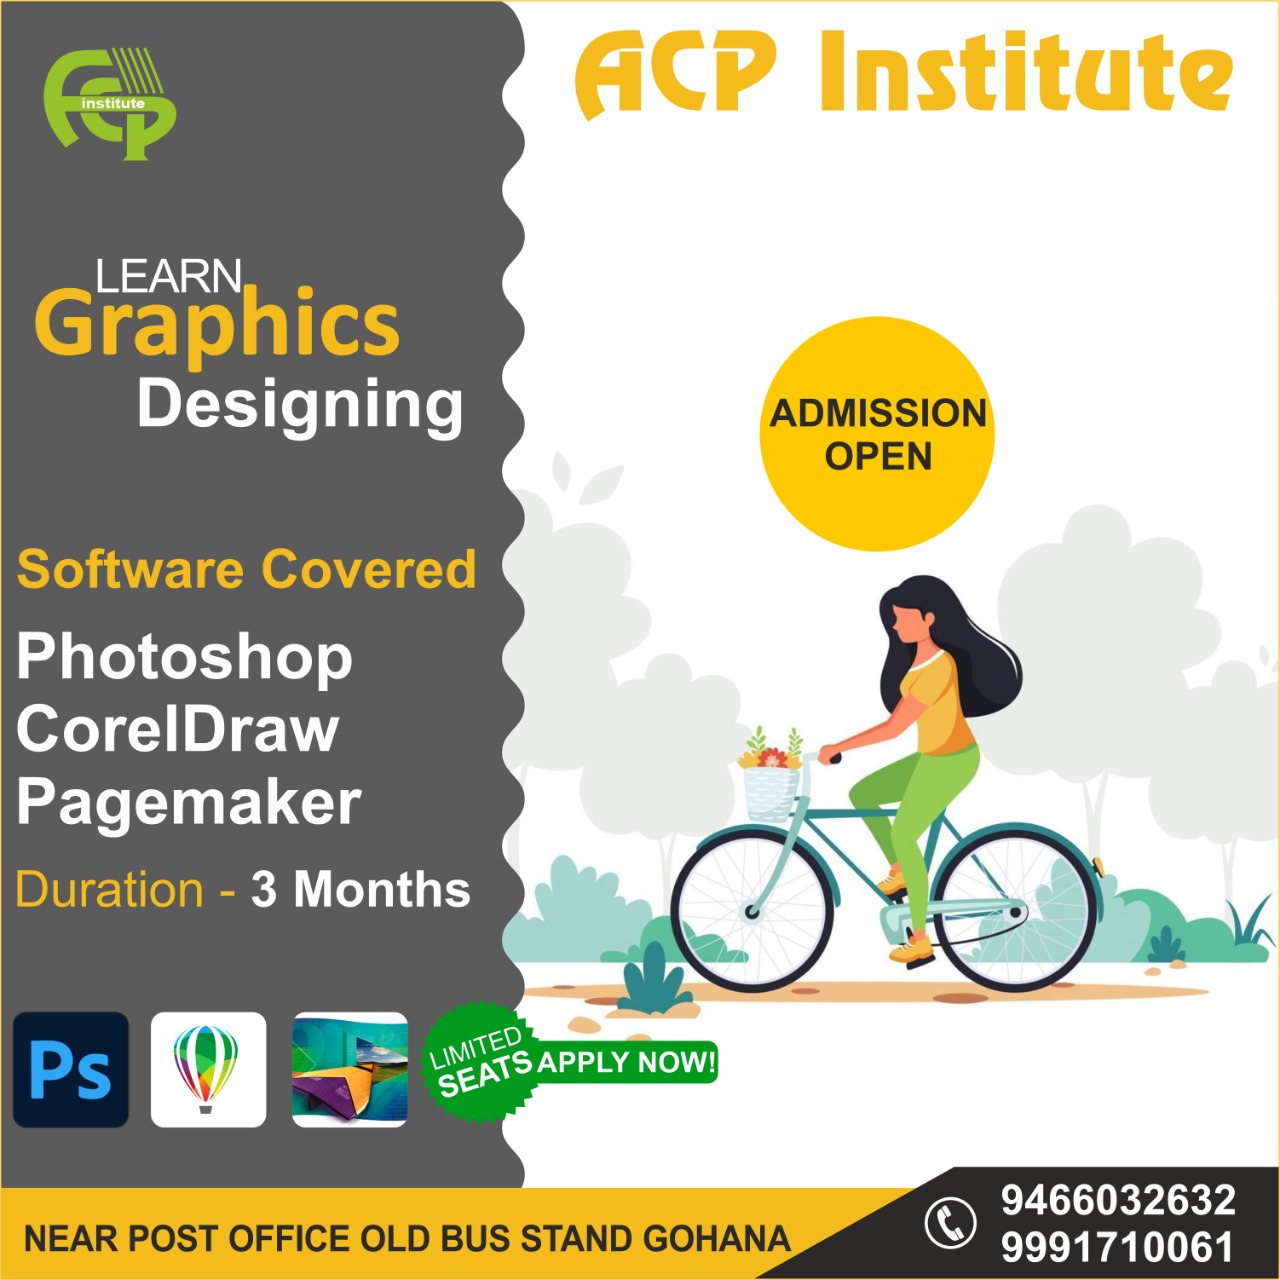 ACP
institute
ACP Institute
LEARN
Graphics
Designing
ADMISSION
OPEN
Software Covered
Photoshop
CorelDraw
Pagemaker
Duration - 3 Months
Ps
LIMITED
SEATS
APPLY NOW!
NEAR POST OFFICE OLD BUS STAND GOHANA
9466032632
9991710061